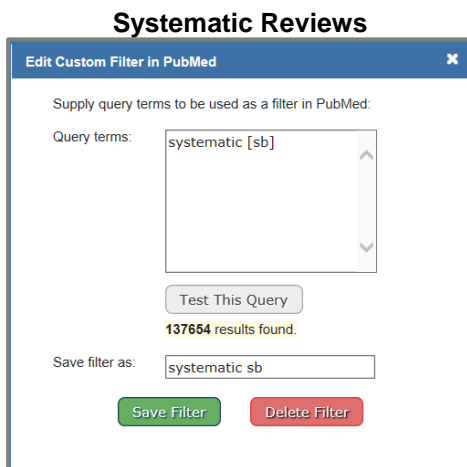 Systematic Reviews
Edit Custom Filter in PubMed
Supply query terms to be used as a filter in PubMed:
Query terms:
systematic [sb]
Test This Query
137654 results found.
Save filter as:
systematic sb
Save Filter
Delete Filter